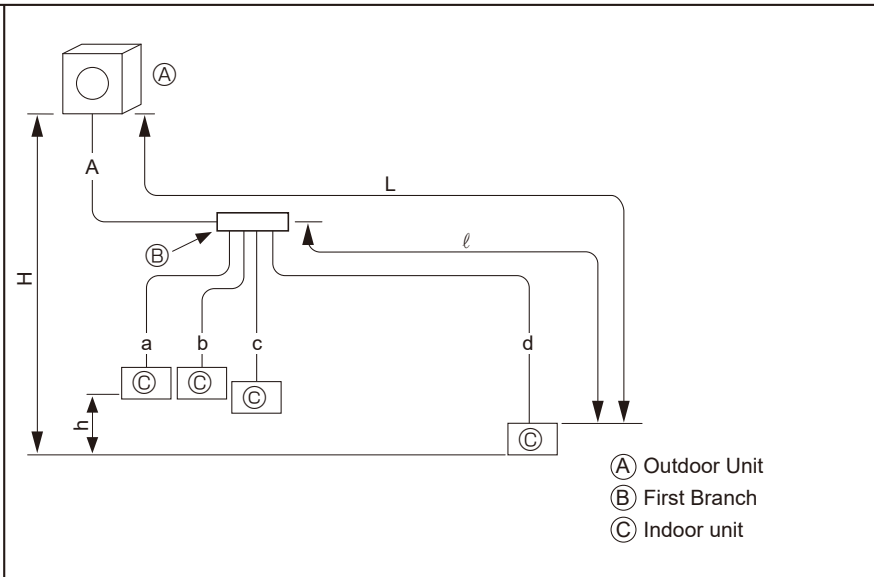 Ⓐ
A
L
Ⓑ
ℓ
H
a b c d
Ⓒ Ⓒ Ⓒ
h
Ⓒ
Ⓐ Outdoor Unit
Ⓑ First Branch
Ⓒ Indoor unit